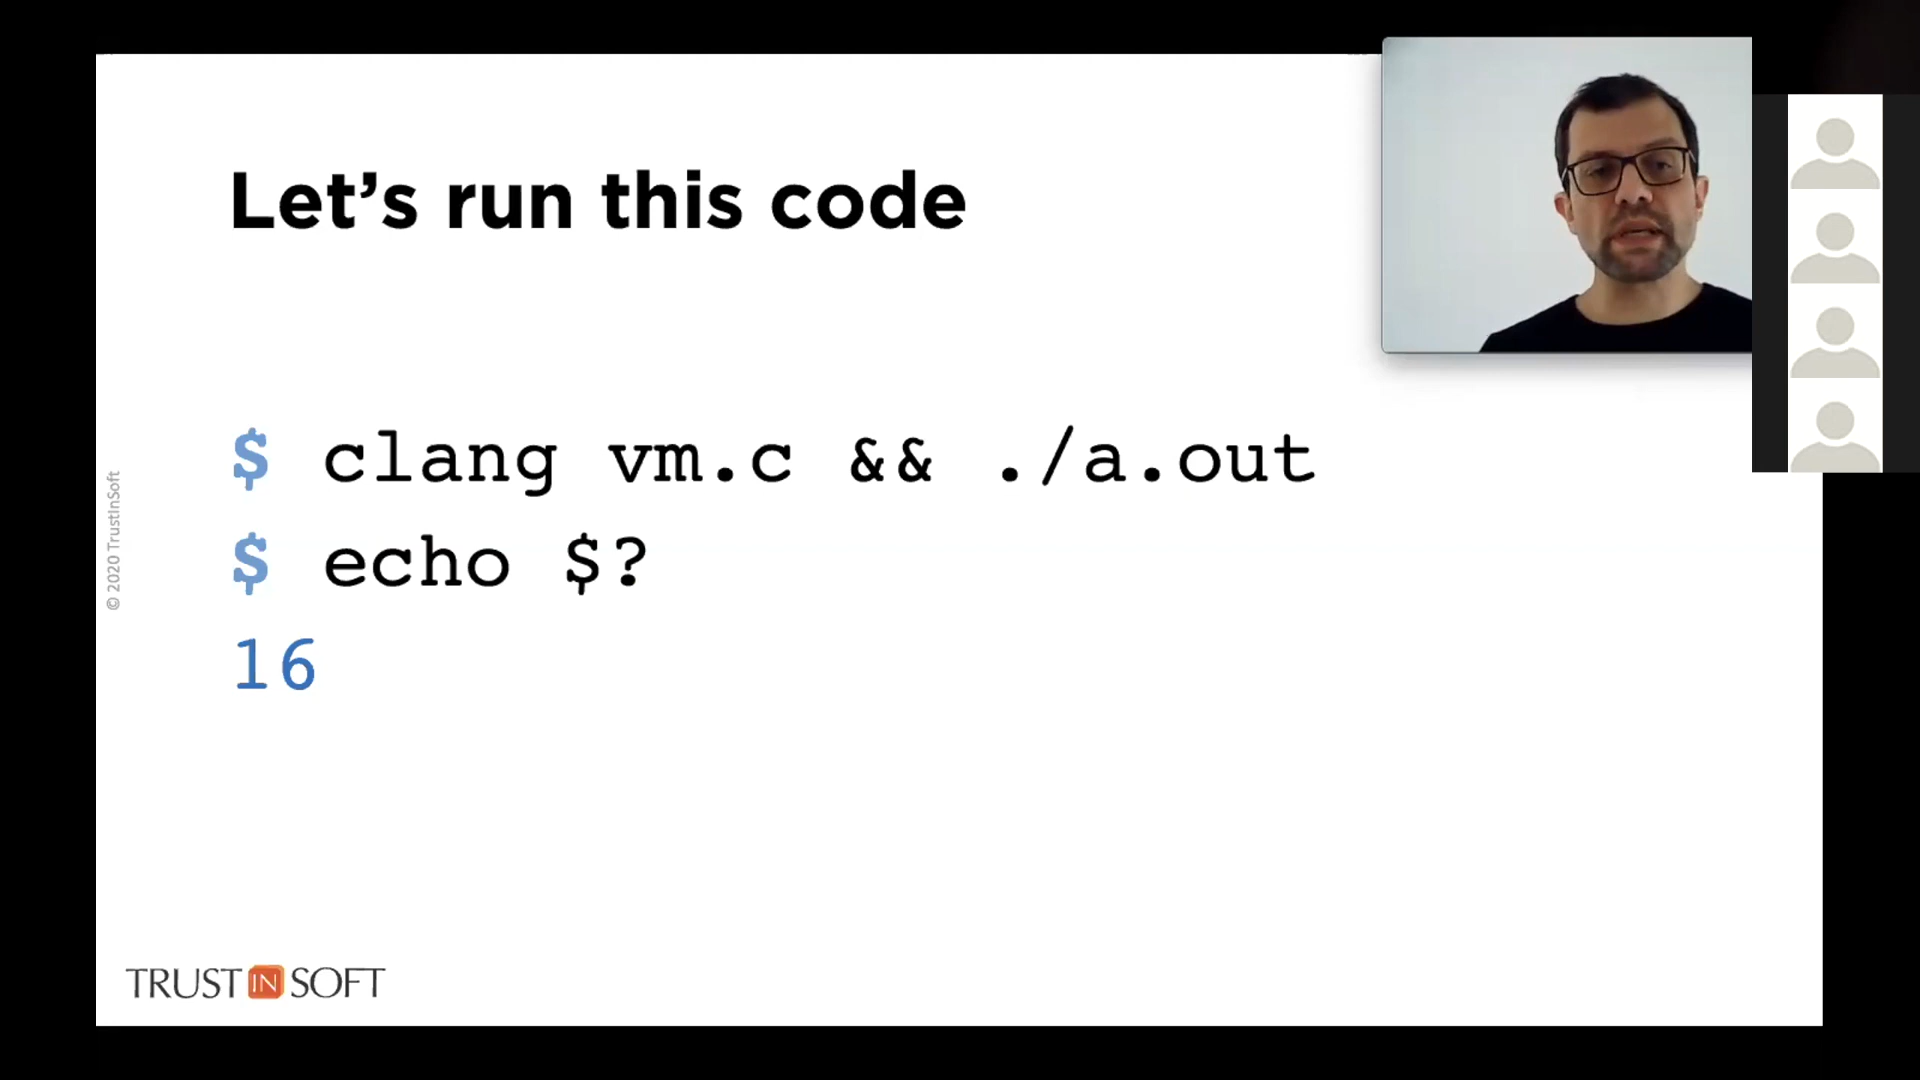 Let's run this code
$ clang vm.c && ./a.out
$ echo $?
16
© 2020 TrustInSoft
TRUST IN SOFT